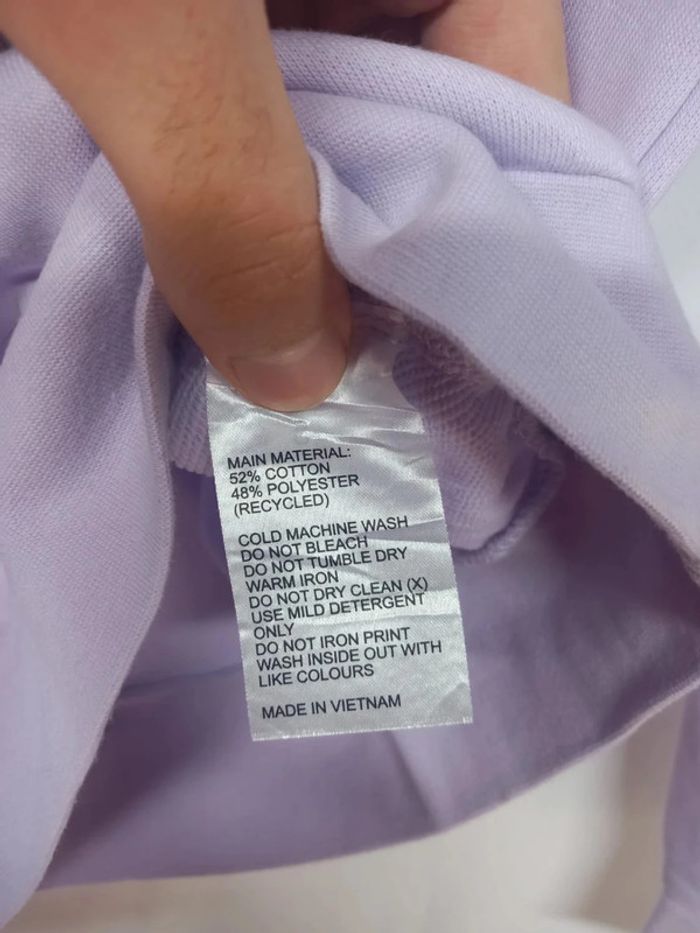 MAIN MATERIAL:
52% COTTON
48% POLYESTER
(RECYCLED)
COLD MACHINE WASH
DO NOT BLEACH
DO NOT TUMBLE DRY
WARM IRON
DO NOT DRY CLEAN (X)
USE MILD DETERGENT
ONLY
DO NOT IRON PRINT
WASH INSIDE OUT WITH
LIKE COLOURS
MADE IN VIETNAM